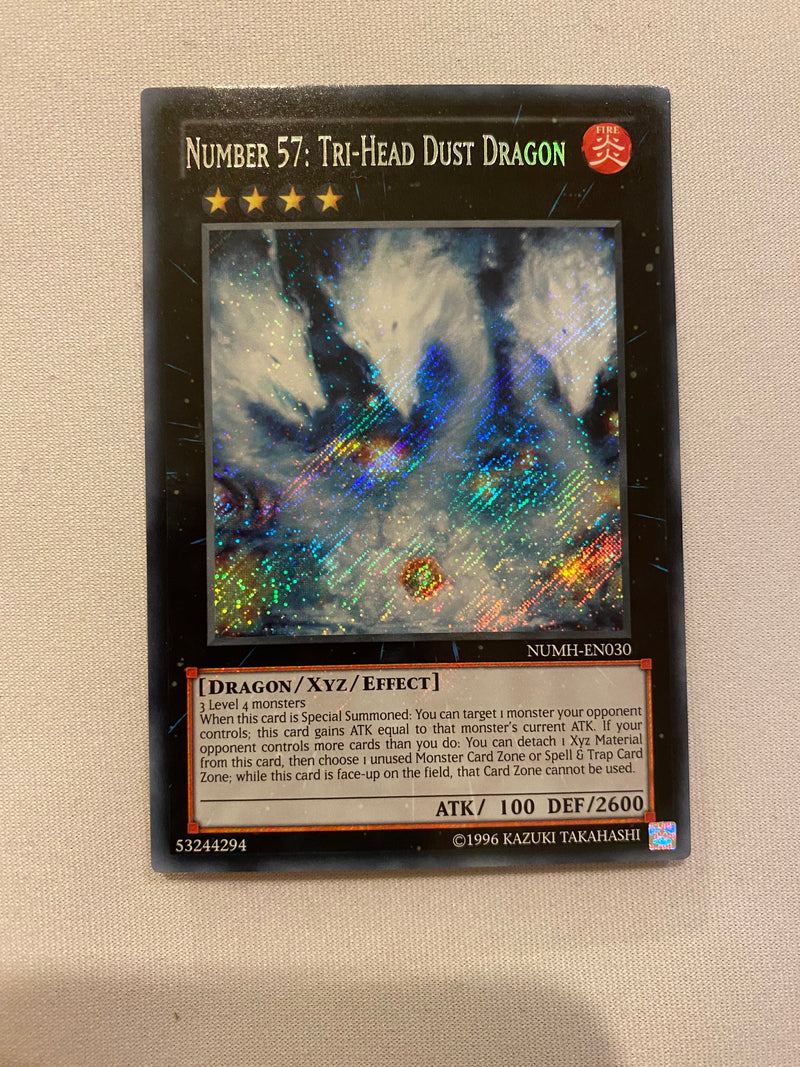 NUMBER 57: TRI-HEAD DUST DRAGON
FIRE
炎
NUMH-EN030
[DRAGON/XYZ/EFFECT]
3 Level 4 monsters
When this card is Special Summoned: You can target 1 monster your opponent
controls; this card gains ATK equal to that monster's current ATK. If your
opponent controls more cards than you do: You can detach 1 Xyz Material
from this card, then choose 1 unused Monster Card Zone or Spell & Trap Card
Zone; while this card is face-up on the field, that Card Zone cannot be used.
ATK/ 100 DEF/2600
53244294
©1996 KAZUKI TAKAHASHI